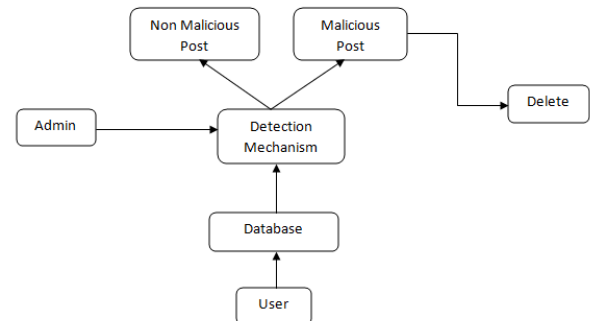 Non Malicious
Post
Malicious
Post
Delete
Admin
Detection
Mechanism
Database
User